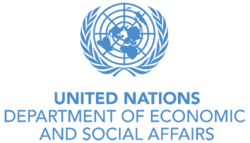 UNITED NATIONS
DEPARTMENT OF ECONOMIC
AND SOCIAL AFFAIRS